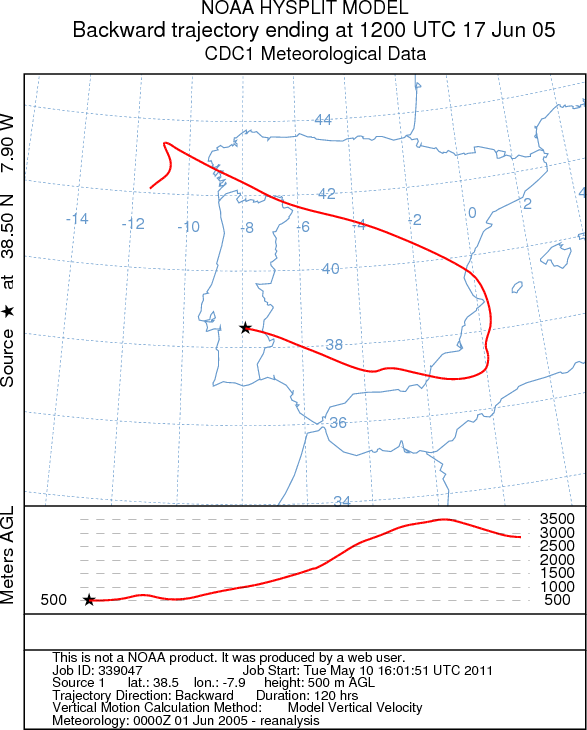 NOAA HYSPLIT MODEL
Backward trajectory ending at 1200 UTC 17 Jun 05
CDC1 Meteorological Data
Source ★ at 38.50 N 7.90 W
44
42
-14 -12 -10 -8 -6 -4 -2 0 2 4
40
38
36
34
Meters AGL
500
3500
3000
2500
2000
1500
1000
500
This is not a NOAA product. It was produced by a web user.
Job ID: 339047 Job Start: Tue May 10 16:01:51 UTC 2011
Source 1 lat.: 38.5 lon.: -7.9 height: 500 m AGL
Trajectory Direction: Backward Duration: 120 hrs
Vertical Motion Calculation Method: Model Vertical Velocity
Meteorology: 0000Z 01 Jun 2005 - reanalysis